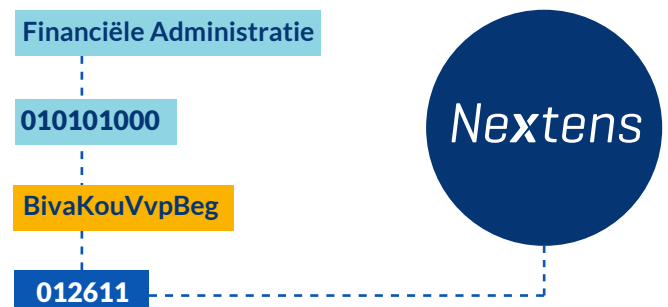 Financiële Administratie
010101000
Nextens
BivaKouVvpBeg
012611